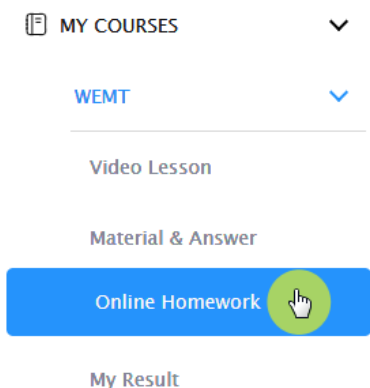 MY COURSES
WEMT
Video Lesson
Material & Answer
Online Homework
My Result